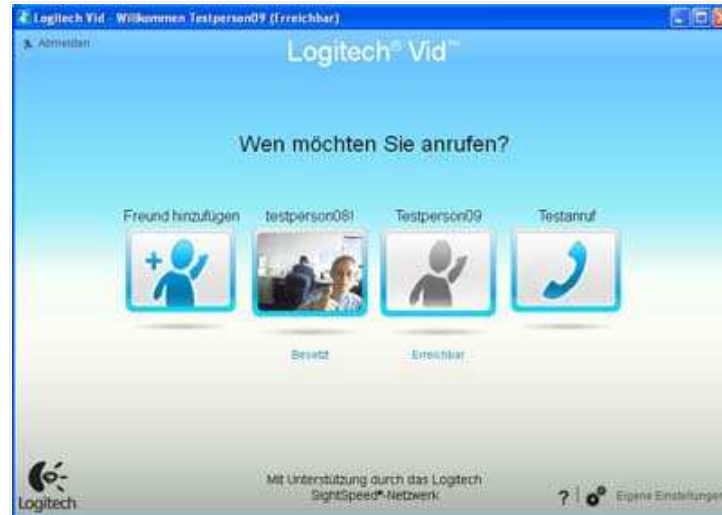 Logitech Vid - Willkommen Testperson09 (Erreichbar)
Abmelden
Logitech® Vid™
Wen möchten Sie anrufen?
Freund hinzufügen testperson08! Testperson09 Testanruf
Besetzt Erreichbar
Mit Unterstützung durch das Logitech
SightSpeed®-Netzwerk
Logitech
? Eigene Einstellungen